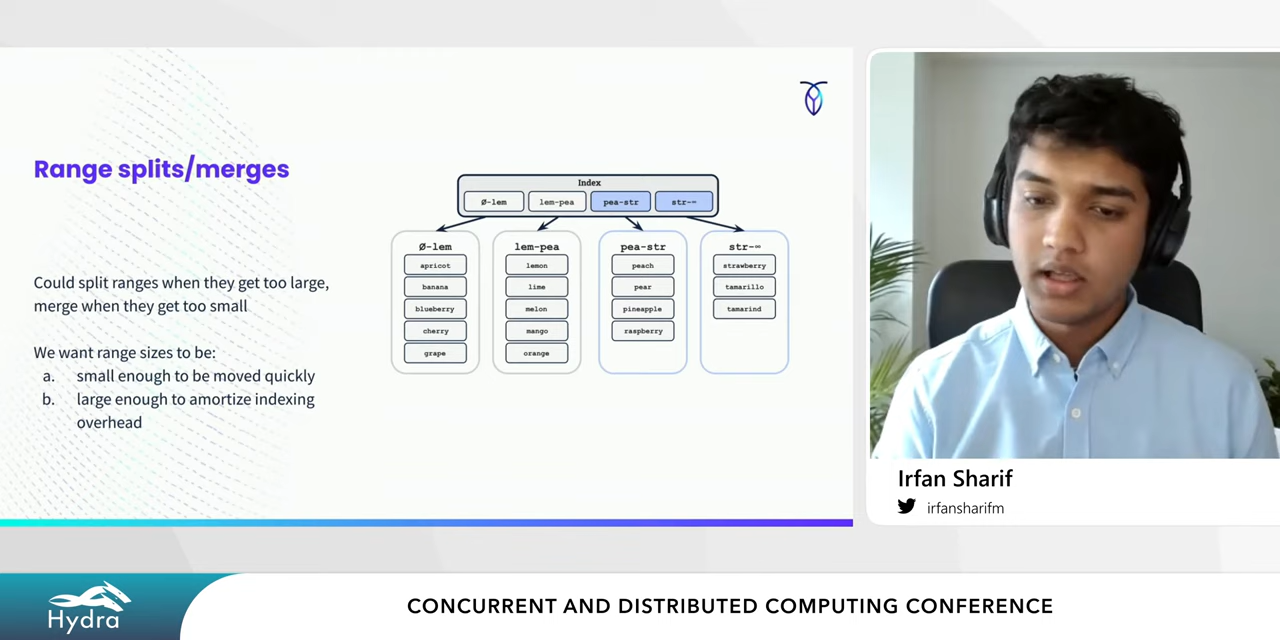 Range splits/merges
Could split ranges when they get too large,
merge when they get too small
We want range sizes to be:
a. small enough to be moved quickly
b. large enough to amortize indexing
overhead
Index
Ø-lem lem-pea pea-str str-∞
Ø-lem
apricot
banana
blueberry
cherry
grape
lem-pea
lemon
lime
melon
mango
orange
pea-str
peach
pear
pineapple
raspberry
str-∞
strawberry
tamarillo
tamarind
Irfan Sharif
irfansharifm
Hydra
CONCURRENT AND DISTRIBUTED COMPUTING CONFERENCE